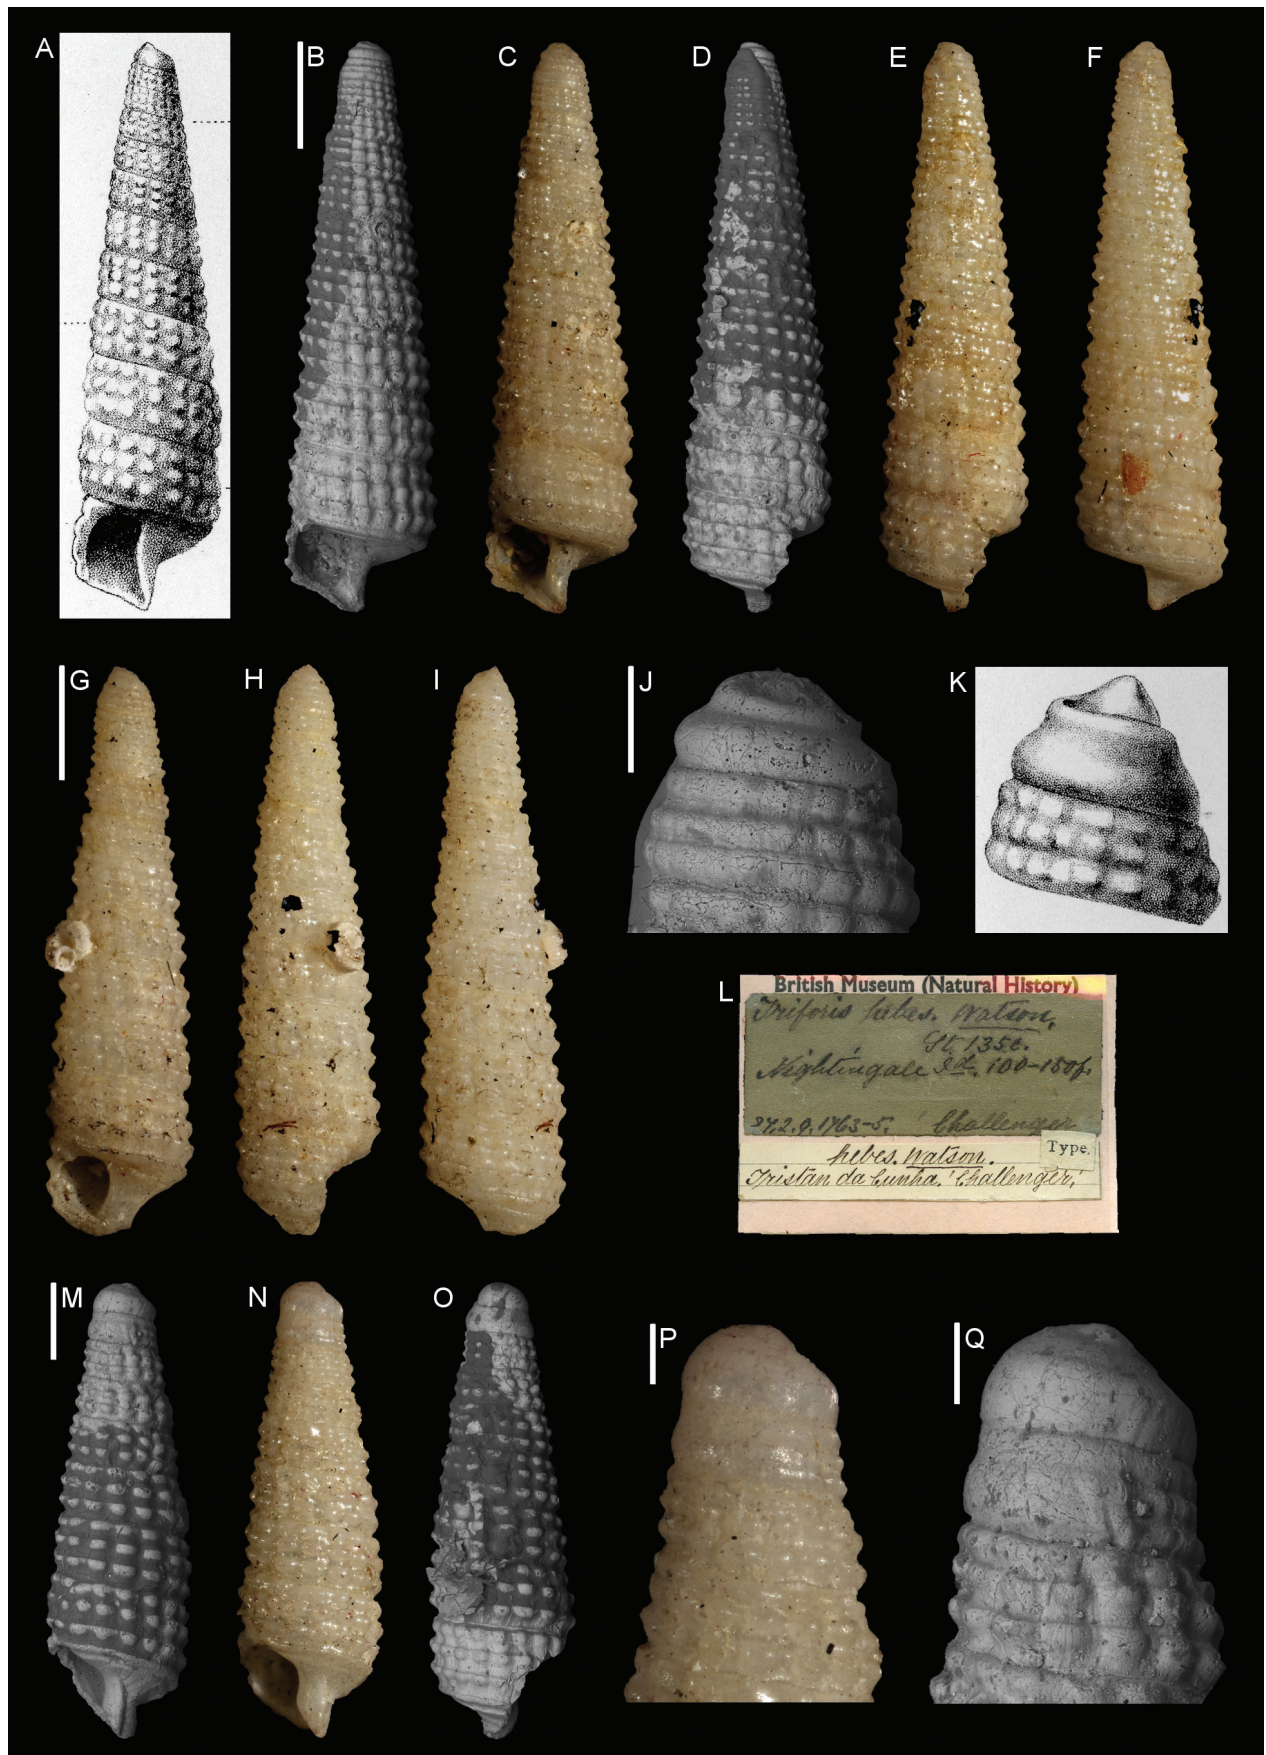 A
B
C
D
E
F
G
H
I
J
K
L
British Museum (Natural History)
Triforis hebes. Watson,
St. 135c.
Nightingale Id. 100-150f.
87.2.9.1763-5. Challenger
Type.
hebes. Watson.
Tristan da Cunha. 'Challenger'
M
N
O
P
Q